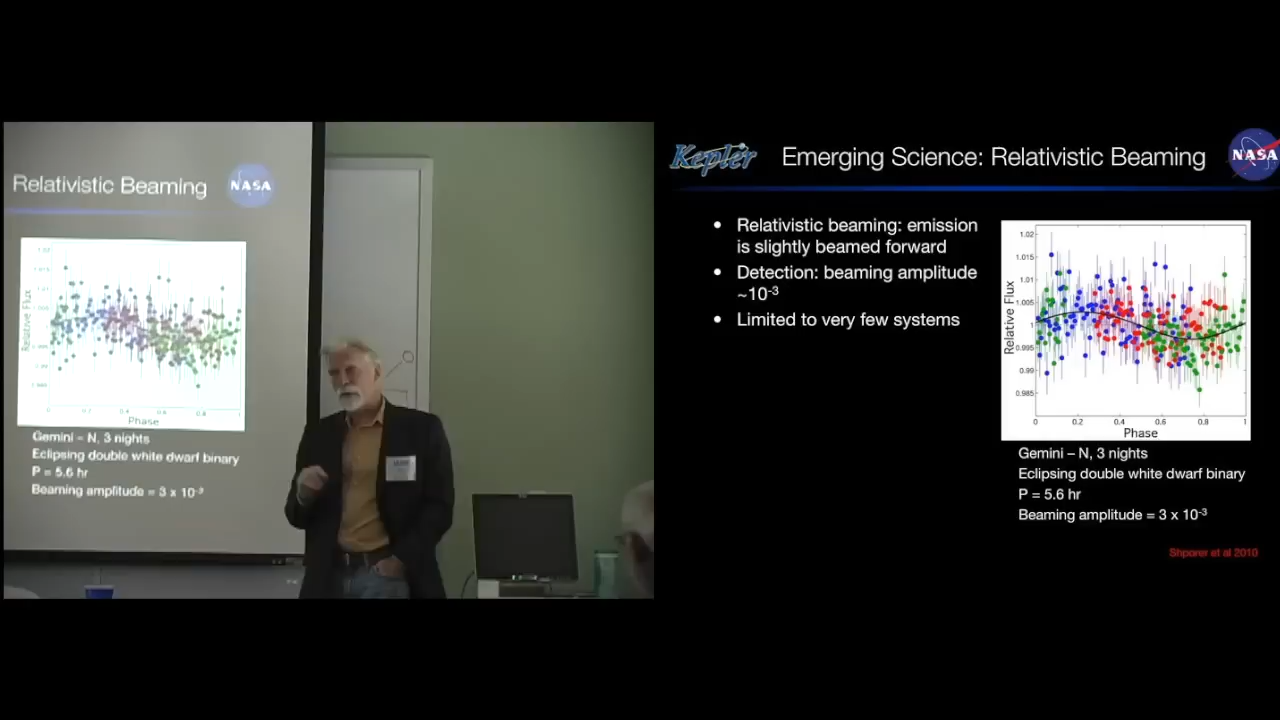 Relativistic Beaming
NASA
Relative Flux
Phase
Gemini – N, 3 nights
Eclipsing double white dwarf binary
P = 5.6 hr
Beaming amplitude = 3 x 10-3
Kepler
Emerging Science: Relativistic Beaming
NASA
• Relativistic beaming: emission
is slightly beamed forward
• Detection: beaming amplitude
~10-3
• Limited to very few systems
1.02
1.015
1.01
1.005
1
0.995
0.99
0.985
Relative Flux
0 0.2 0.4 0.6 0.8 1
Phase
Gemini – N, 3 nights
Eclipsing double white dwarf binary
P = 5.6 hr
Beaming amplitude = 3 x 10-3
Shporer et al 2010